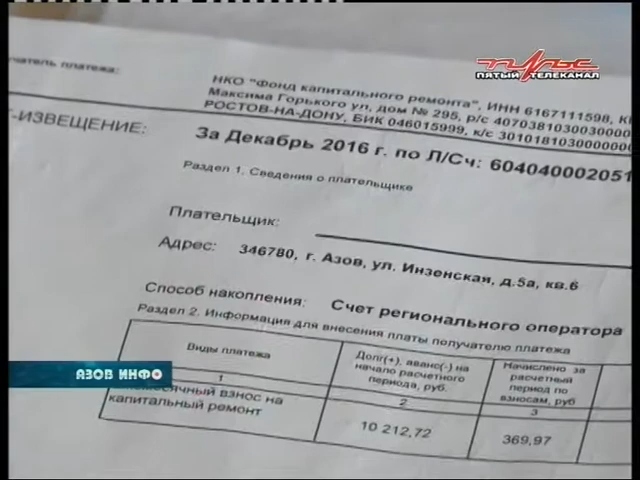 ПУЛЬС
ПЯТЫЙ ТЕЛЕКАНАЛ
платежа:
НКО "Фонд капитального ремонта", ИНН 6167111598,
Максима Горького ул, дом № 295, р/с 4070381030030000
РОСТОВ-НА-ДОНУ, БИК 046015999, к/с 3010181030000000
-ИЗВЕЩЕНИЕ:
За Декабрь 2016 г. по Л/Сч: 6040400002051
Раздел 1. Сведения о плательщике
Плательщик:
Адрес: 346780, г. Азов, ул. Инзенская, д.5а, кв.6
Способ накопления: Счет регионального оператора
Раздел 2. Информация для внесения платы получателю платежа
Виды платежа
Долг(+), аванс(-) на
начало расчетного
периода, руб.
Начислено за
расчетный
период по
взносам, руб
1
2
3
взнос на
капитальный ремонт
10 212,72
369,97
АЗОВ ИНФО